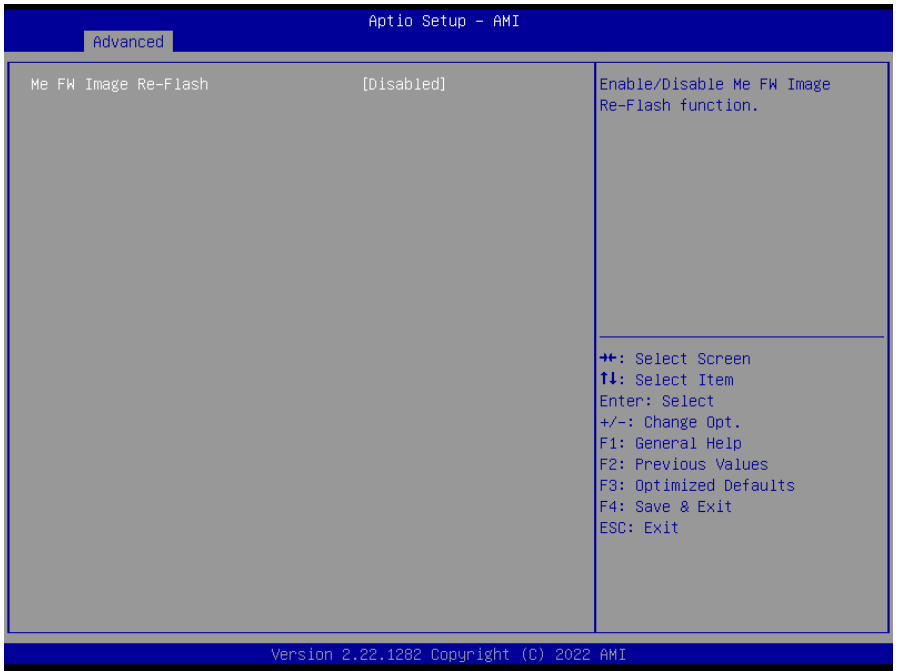 Aptio Setup – AMI
Advanced
Me FW Image Re-Flash [Disabled]
Enable/Disable Me FW Image
Re-Flash function.
→←: Select Screen
↑↓: Select Item
Enter: Select
+/-: Change Opt.
F1: General Help
F2: Previous Values
F3: Optimized Defaults
F4: Save & Exit
ESC: Exit
Version 2.22.1282 Copyright (C) 2022 AMI